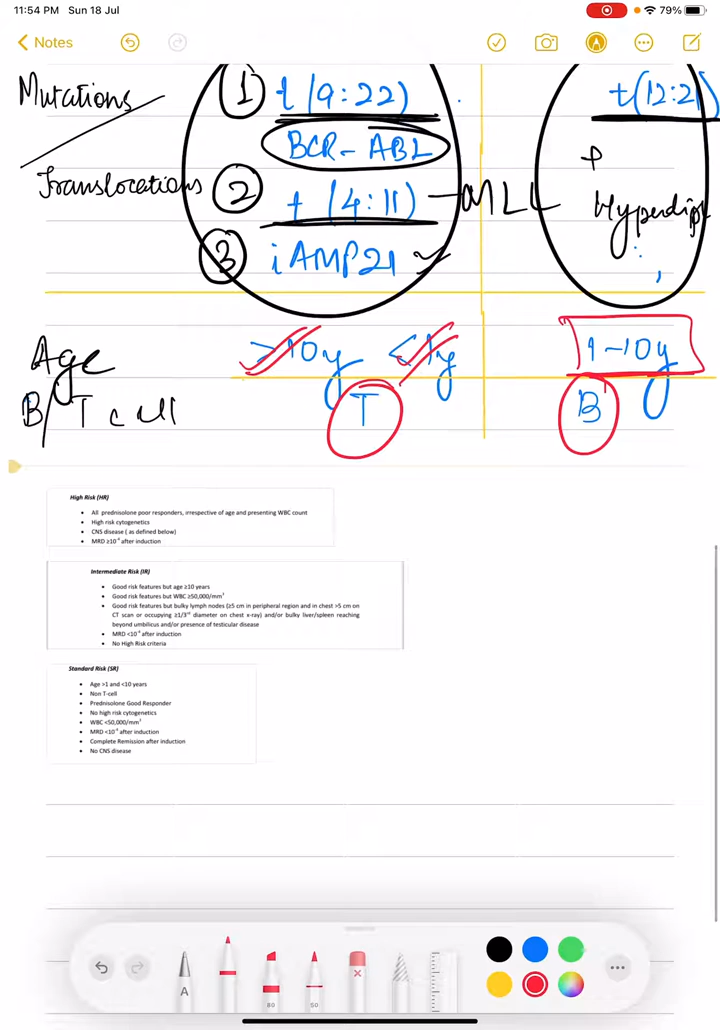 11:54 PM Sun 18 Jul 79%
Notes
Mutations
Translocations
① t (9:22)
BCR-ABL
② t (4:11) - MLL
③ iAMP21 ✓
t(12:21)
+
Age >10y <1y 1-10y
B/T cell T B
High Risk (HR)
• All prednisolone poor responders, irrespective of age and presenting WBC count
• High risk cytogenetics
• CNS disease ( as defined below)
• MRD ≥10⁻⁴ after induction
Intermediate Risk (IR)
• Good risk features but age ≥10 years
• Good risk features but WBC ≥50,000/mm³
• Good risk features but bulky lymph nodes (≥5 cm in peripheral region and in chest >5 cm on
CT scan or occupying ≥1/3ʳᵈ diameter on chest x-ray) and/or bulky liver/spleen reaching
beyond umbilicus and/or presence of testicular disease
• MRD <10⁻⁴ after induction
• No High Risk criteria
Standard Risk (SR)
• Age >1 and <10 years
• Non T-cell
• Prednisolone Good Responder
• No high risk cytogenetics
• WBC <50,000/mm³
• MRD <10⁻⁴ after induction
• Complete Remission after induction
• No CNS disease
A
80
50